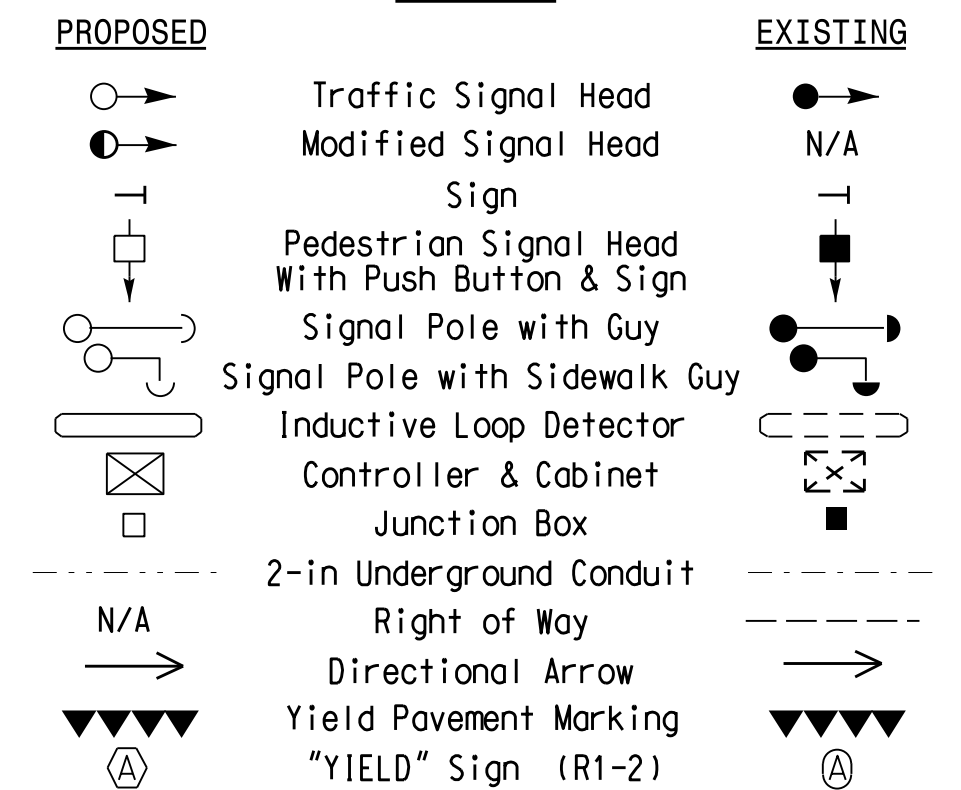 PROPOSED EXISTING
Traffic Signal Head
Modified Signal Head N/A
Sign
Pedestrian Signal Head
With Push Button & Sign
Signal Pole with Guy
Signal Pole with Sidewalk Guy
Inductive Loop Detector
Controller & Cabinet
Junction Box
2-in Underground Conduit
N/A Right of Way
Directional Arrow
Yield Pavement Marking
A "YIELD" Sign (R1-2) A